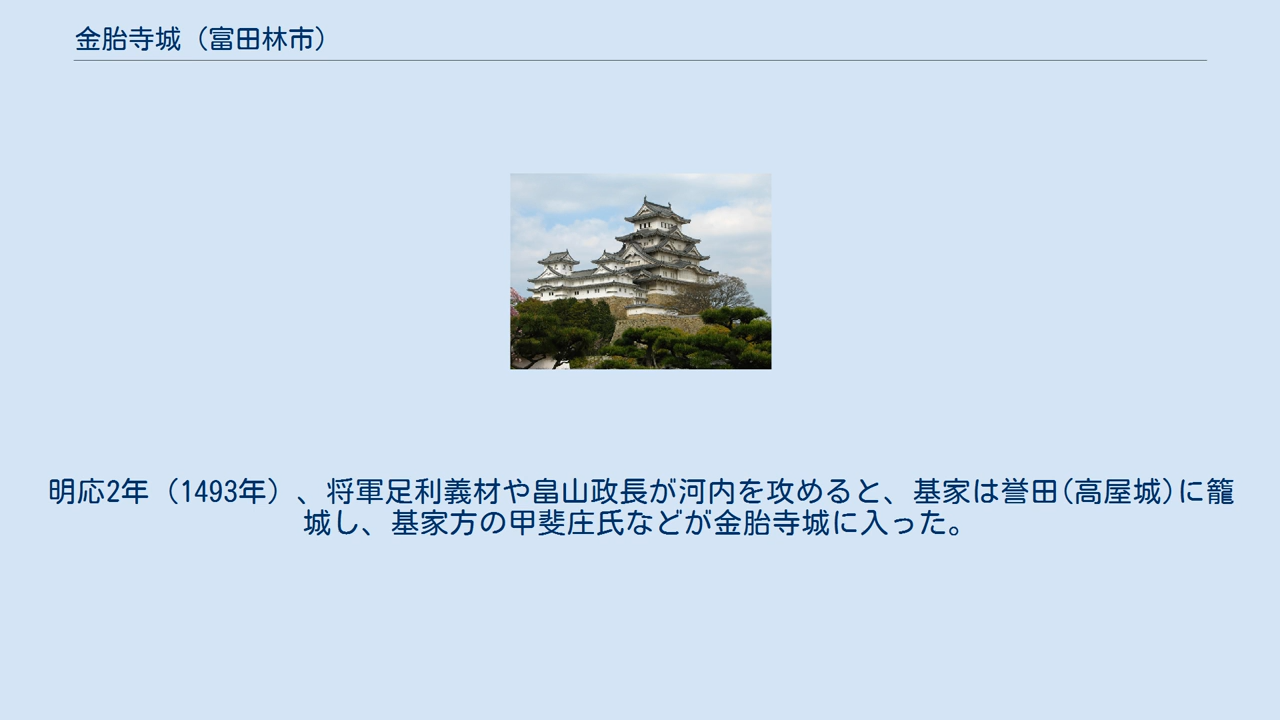 金胎寺城（富田林市）
明応2年（1493年）、将軍足利義材や畠山政長が河内を攻めると、基家は誉田(高屋城)に籠
城し、基家方の甲斐庄氏などが金胎寺城に入った。